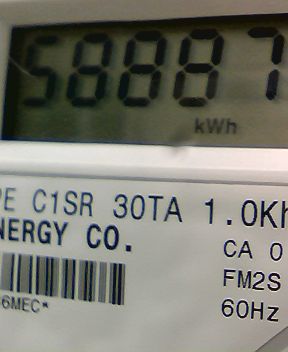 58887
kWh
PE C1SR 30TA 1.0Kh
NERGY CO.
CA 0
FM2S
6MEC*
60Hz